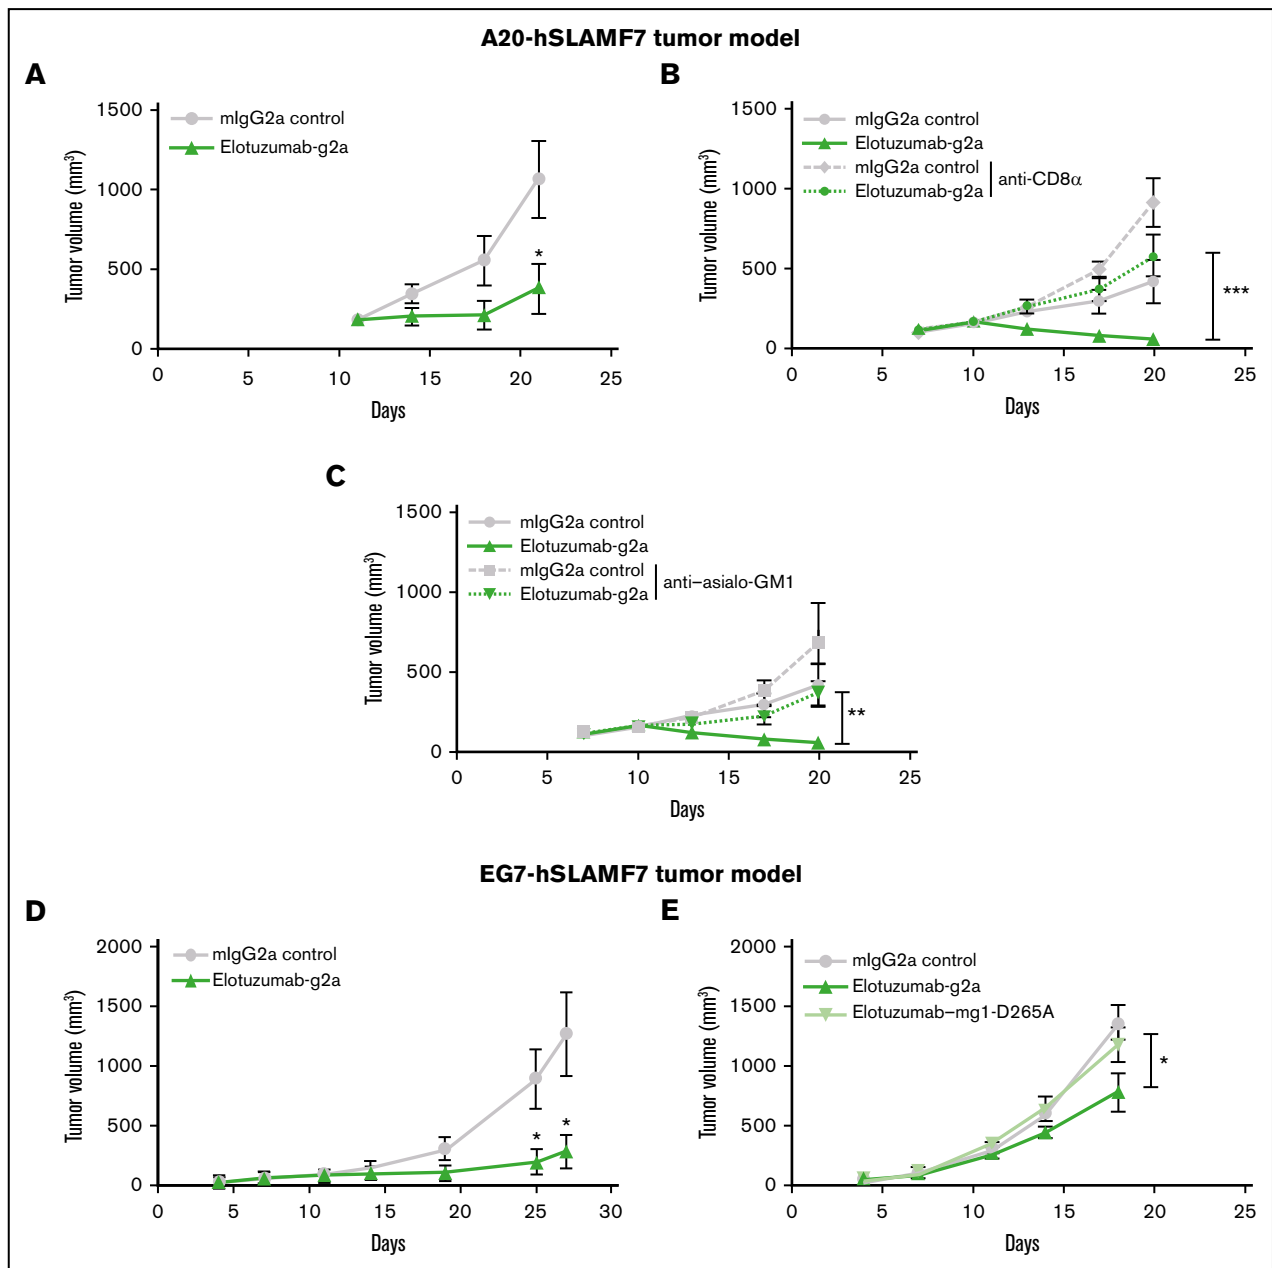 A20-hSLAMF7 tumor model
A
Tumor volume (mm³)
1500
1000
500
0
0 5 10 15 20 25
Days
mIgG2a control
Elotuzumab-g2a
*
B
Tumor volume (mm³)
1500
1000
500
0
0 5 10 15 20 25
Days
mIgG2a control
Elotuzumab-g2a
mIgG2a control
Elotuzumab-g2a
anti-CD8α
***
C
Tumor volume (mm³)
1500
1000
500
0
0 5 10 15 20 25
Days
mIgG2a control
Elotuzumab-g2a
mIgG2a control
Elotuzumab-g2a
anti–asialo-GM1
**
EG7-hSLAMF7 tumor model
D
Tumor volume (mm³)
2000
1500
1000
500
0
0 5 10 15 20 25 30
Days
mIgG2a control
Elotuzumab-g2a
* *
E
Tumor volume (mm³)
2000
1500
1000
500
0
0 5 10 15 20 25
Days
mIgG2a control
Elotuzumab-g2a
Elotuzumab–mg1-D265A
*